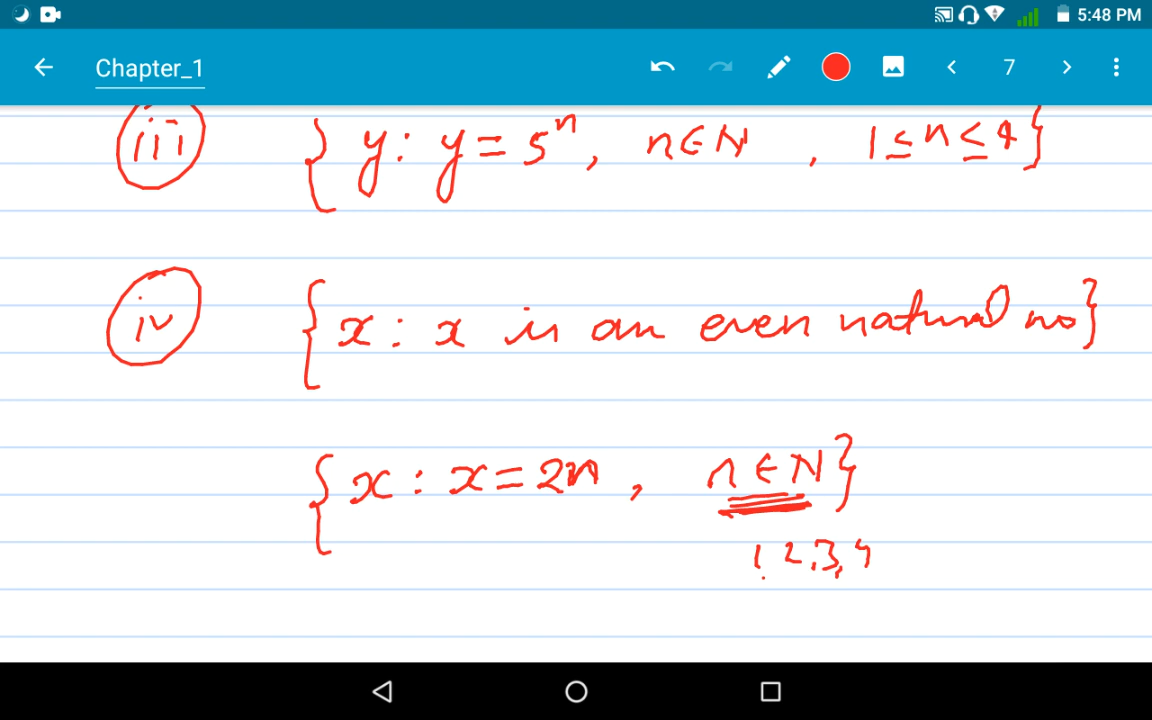 5:48 PM
Chapter_1
7
iii { y : y = 5ⁿ, n ∈ N , 1 ≤ n ≤ 4 }
iv { x : x is an even natural no }
{ x : x = 2n , n ∈ N }
1, 2, 3, 4